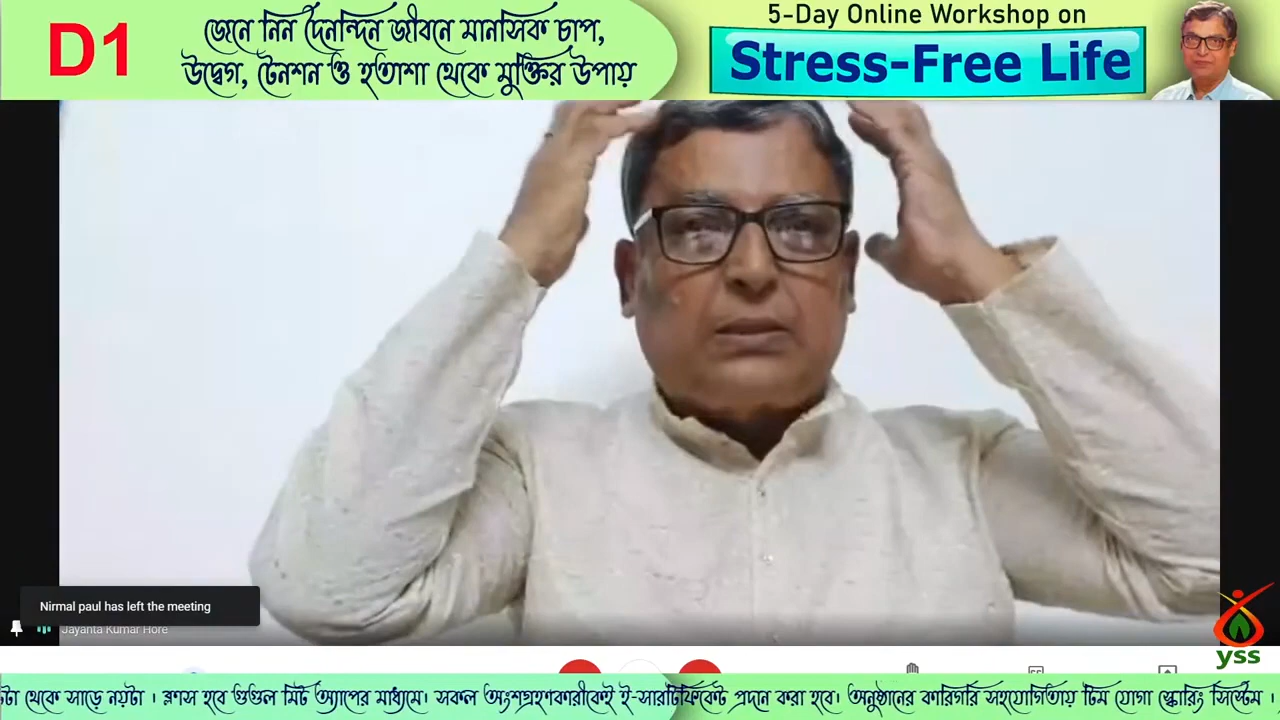 D1
জেনে নিন দৈনন্দিন জীবনে মানসিক চাপ,
উদ্বেগ, টেনশন ও হতাশা থেকে মুক্তির উপায়
5-Day Online Workshop on
Stress-Free Life
Nirmal paul has left the meeting
Jayanta Kumar Hore
yss
টা থেকে সাড়ে নয়টা । ক্লাস হবে গুগুল মিট অ্যাপের মাধ্যমে। সকল অংশগ্রহণকারীকেই ই-সারটিফিকেট প্রদান করা হবে। অনুষ্ঠানের কারিগরি সহযোগিতায় টিম যোগা স্কোরিং সিস্টেম ।